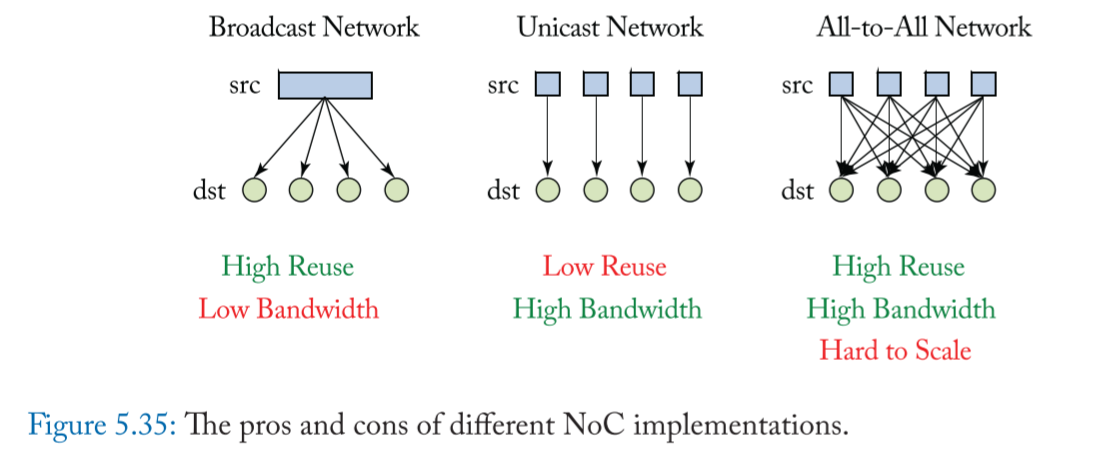 Broadcast Network
Unicast Network
All-to-All Network
src
src
src
dst
dst
dst
High Reuse
Low Reuse
High Reuse
Low Bandwidth
High Bandwidth
High Bandwidth
Hard to Scale
Figure 5.35: The pros and cons of different NoC implementations.